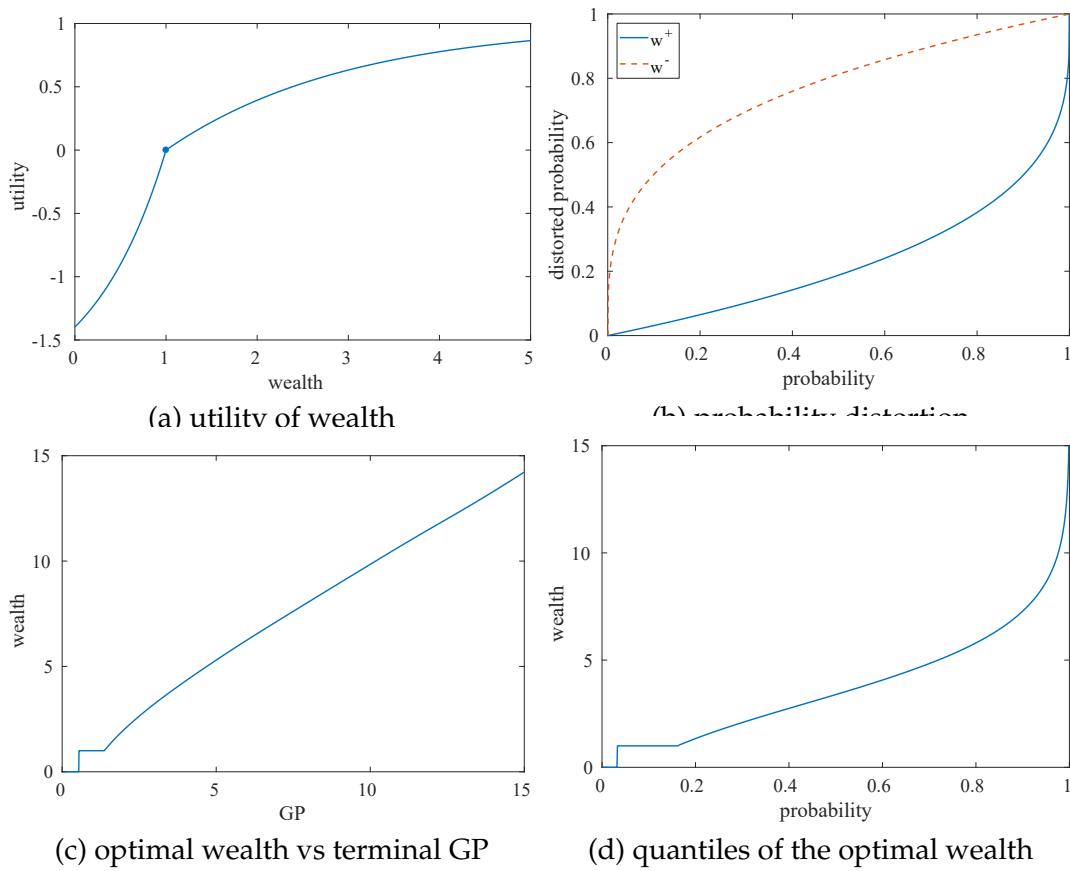 1
0.5
0
-0.5
-1
-1.5
utility
0 1 2 3 4 5
wealth
(a) utility of wealth
1
0.8
0.6
0.4
0.2
0
distorted probability
w+
w-
0 0.2 0.4 0.6 0.8 1
probability
(b) probability distortion
15
10
5
0
wealth
0 5 10 15
GP
(c) optimal wealth vs terminal GP
15
10
5
0
wealth
0 0.2 0.4 0.6 0.8 1
probability
(d) quantiles of the optimal wealth